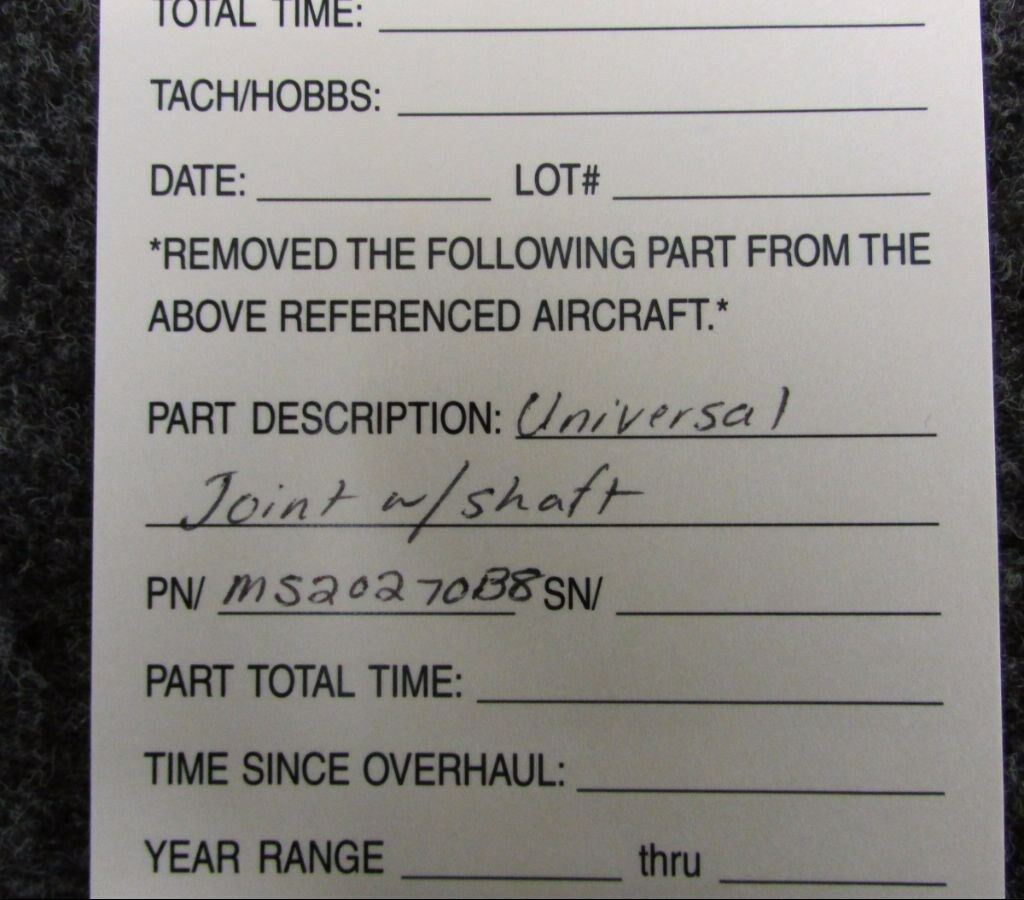 TOTAL TIME:
TACH/HOBBS:
DATE: LOT#
*REMOVED THE FOLLOWING PART FROM THE
ABOVE REFERENCED AIRCRAFT.*
PART DESCRIPTION: Universal
Joint w/shaft
PN/ MS20270B8 SN/
PART TOTAL TIME:
TIME SINCE OVERHAUL:
YEAR RANGE thru